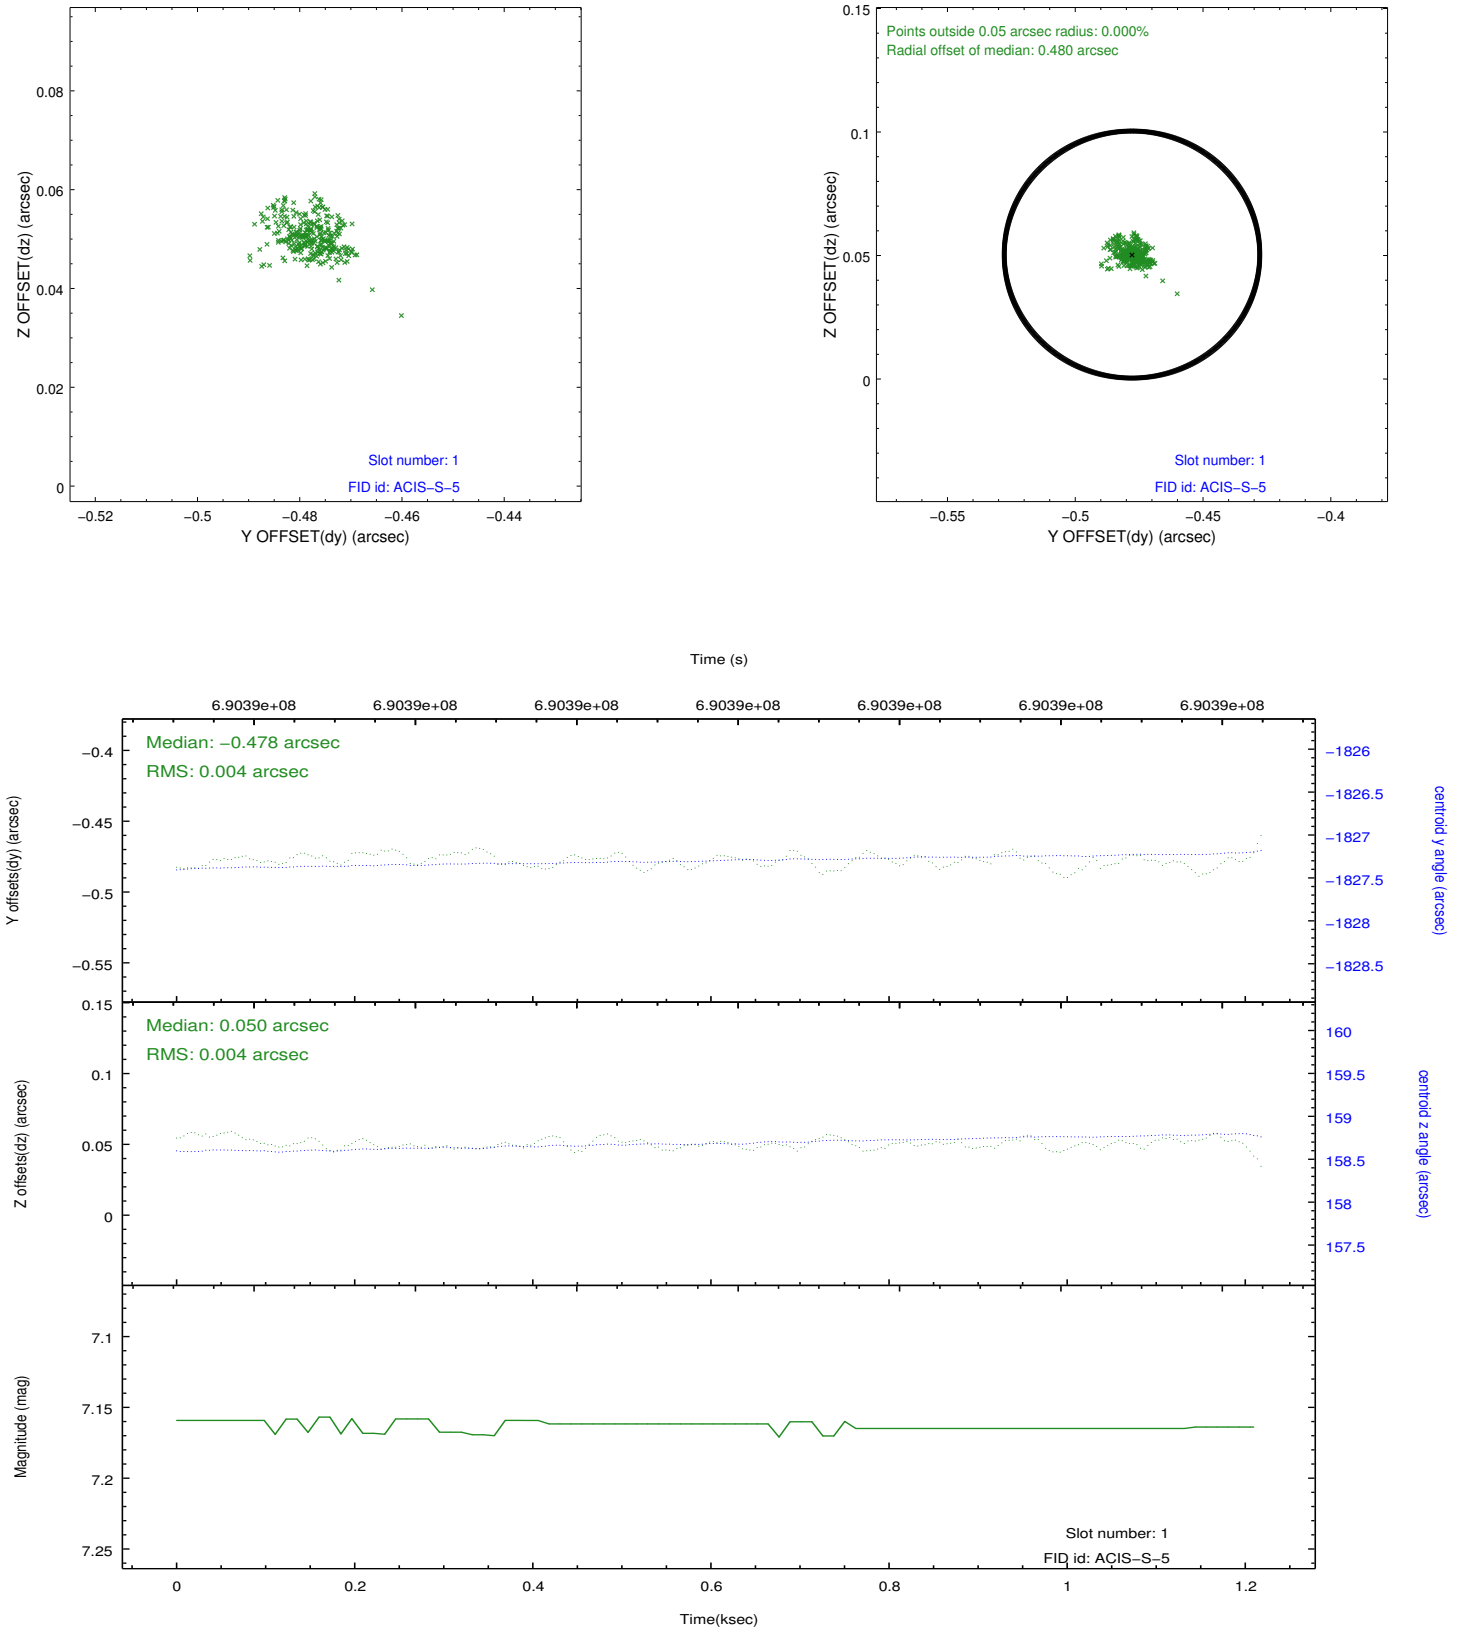 0.08
0.06
0.04
0.02
0
Z OFFSET(dz) (arcsec)
Slot number: 1
FID id: ACIS−S−5
−0.52
−0.5
−0.48
−0.46
−0.44
Y OFFSET(dy) (arcsec)
Points outside 0.05 arcsec radius: 0.000%
Radial offset of median: 0.480 arcsec
0.15
0.1
0.05
0
Z OFFSET(dz) (arcsec)
Slot number: 1
FID id: ACIS−S−5
−0.55
−0.5
−0.45
−0.4
Y OFFSET(dy) (arcsec)
Time (s)
6.9039e+08
6.9039e+08
6.9039e+08
6.9039e+08
6.9039e+08
6.9039e+08
6.9039e+08
Median: −0.478 arcsec
RMS: 0.004 arcsec
−0.4
−0.45
−0.5
−0.55
Y offsets(dy) (arcsec)
−1826
−1826.5
−1827
−1827.5
−1828
−1828.5
centroid y angle (arcsec)
Median: 0.050 arcsec
RMS: 0.004 arcsec
0.15
0.1
0.05
0
Z offsets(dz) (arcsec)
160
159.5
159
158.5
158
157.5
centroid z angle (arcsec)
7.1
7.15
7.2
7.25
Magnitude (mag)
Slot number: 1
FID id: ACIS−S−5
0
0.2
0.4
0.6
0.8
1
1.2
Time(ksec)